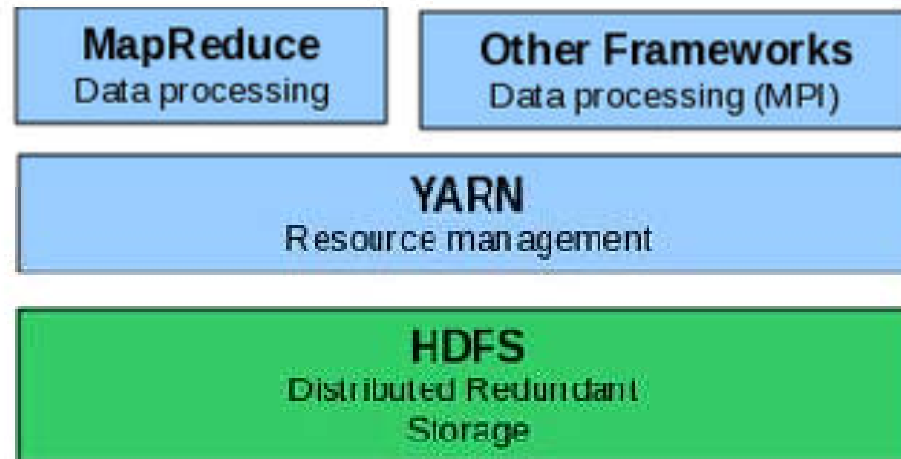 MapReduce
Data processing
Other Frameworks
Data processing (MPI)
YARN
Resource management
HDFS
Distributed Redundant
Storage